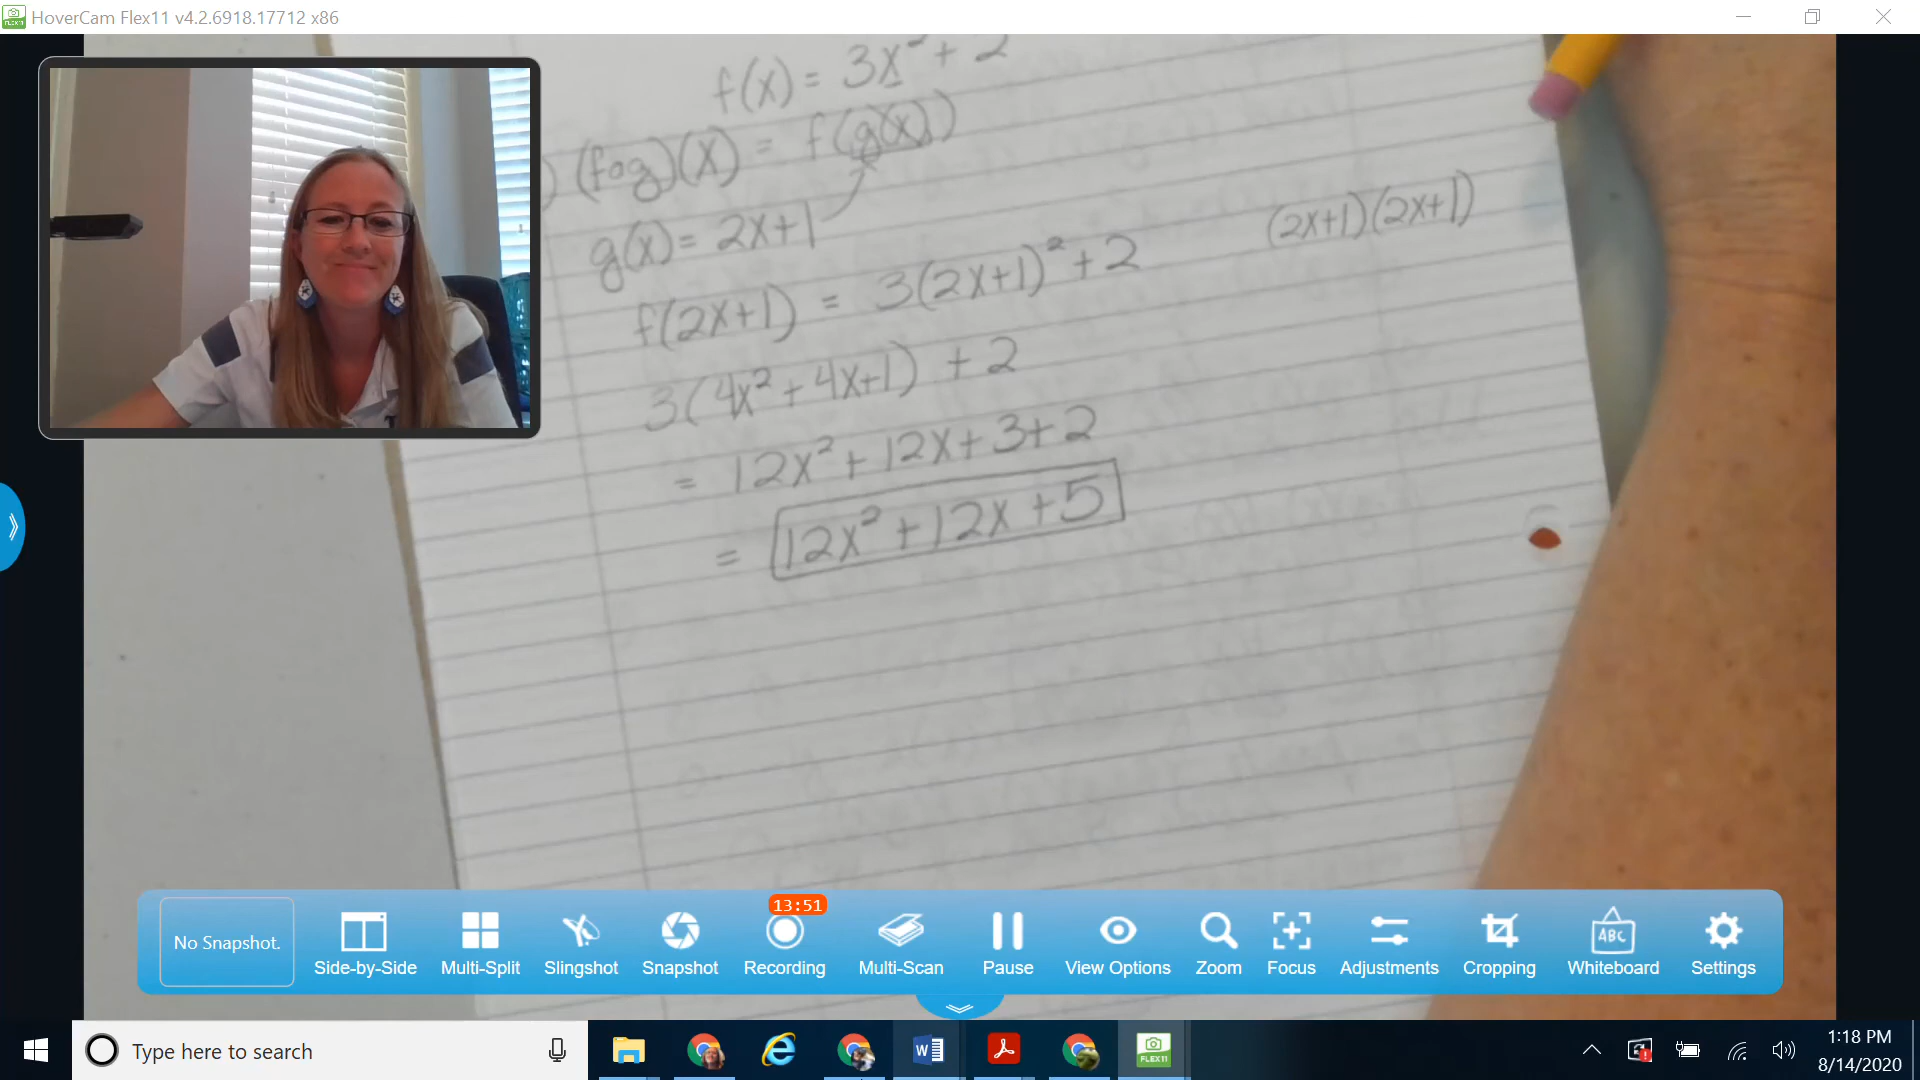 HoverCam Flex11 v4.2.6918.17712 x86
f(x) = 3x² + 2
) (fog)(x) = f(g(x))
g(x) = 2x+1
(2x+1)(2x+1)
f(2x+1) = 3(2x+1)² + 2
3(4x² + 4x+1) + 2
= 12x² + 12x + 3 + 2
= 12x² + 12x + 5
13:51
No Snapshot.
Side-by-Side
Multi-Split
Slingshot
Snapshot
Recording
Multi-Scan
Pause
View Options
Zoom
Focus
Adjustments
Cropping
ABC
Whiteboard
Settings
Type here to search
FLEX11
1:18 PM
8/14/2020